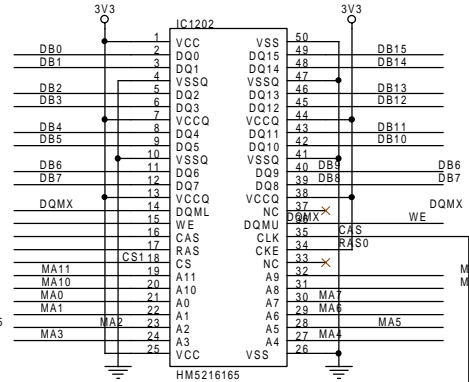 3V3 3V3
IC1202
1 VCC VSS 50
DB0 2 DQ0 DQ15 49 DB15
DB1 3 DQ1 DQ14 48 DB14
4 VSSQ VSSQ 47
DB2 5 DQ2 DQ13 46 DB13
DB3 6 DQ3 DQ12 45 DB12
7 VCCQ VCCQ 44
DB4 8 DQ4 DQ11 43 DB11
DB5 9 DQ5 DQ10 42 DB10
10 VSSQ VSSQ 41
DB6 11 DQ6 DQ9 40 DB9 DB6
DB7 12 DQ7 DQ8 39 DB8 DB7
13 VCCQ VCCQ 38
DQMX 14 DQML NC 37 DQMX
15 WE DQMU 36 DQMX WE
16 CAS CLK 35 CAS
17 RAS CKE 34 RAS0
CS1 18 CS NC 33
MA11 19 A11 A9 32 M
MA10 20 A10 A8 31 M
MA0 21 A0 A7 30 MA7
MA1 22 A1 A6 29 MA6
MA2 23 A2 A5 28 MA5
MA3 24 A3 A4 27 MA4
25 VCC VSS 26
HM5216165